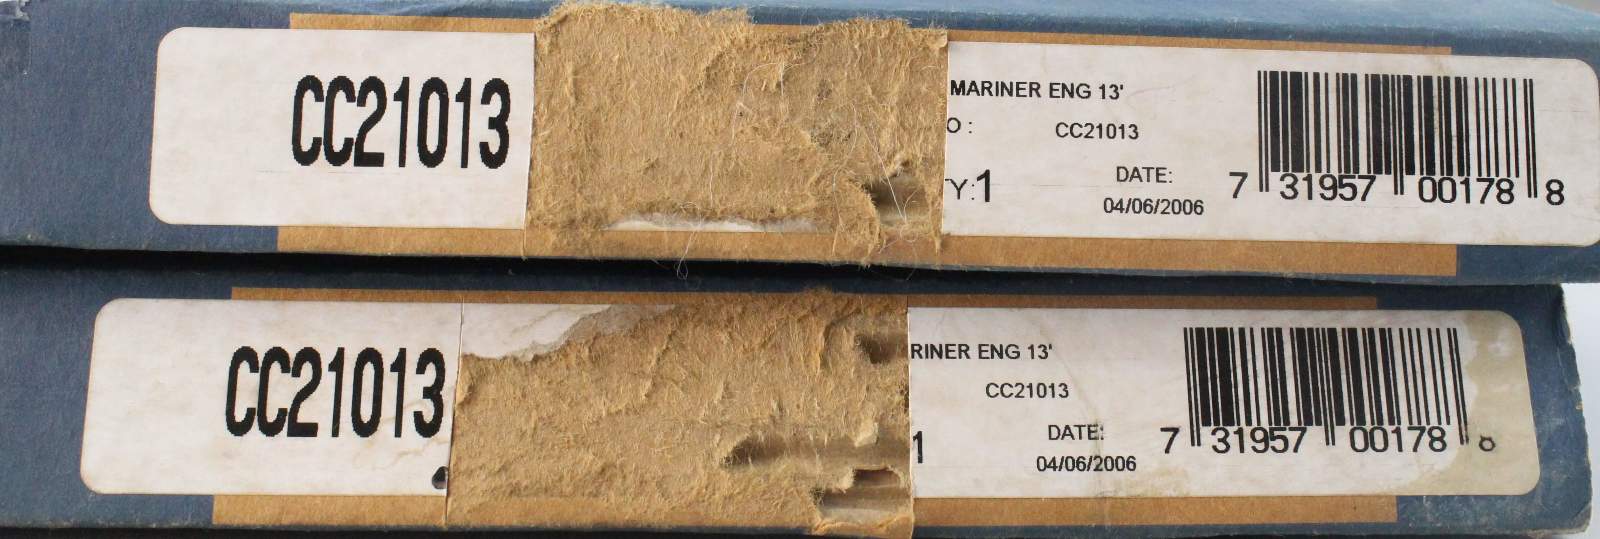 CC21013
MARINER ENG 13'
O : CC21013
Y:1
DATE:
04/06/2006
7 31957 00178 8
CC21013
RINER ENG 13'
CC21013
1
DATE:
04/06/2006
7 31957 00178 8